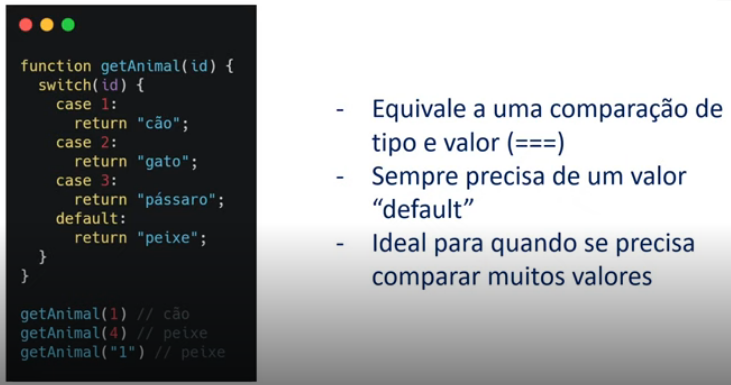 function getAnimal(id) {
switch(id) {
case 1:
return "cão";
case 2:
return "gato";
case 3:
return "pássaro";
default:
return "peixe";
}
}
getAnimal(1) // cão
getAnimal(4) // peixe
getAnimal("1") // peixe
- Equivale a uma comparação de
tipo e valor (===)
- Sempre precisa de um valor
“default”
- Ideal para quando se precisa
comparar muitos valores